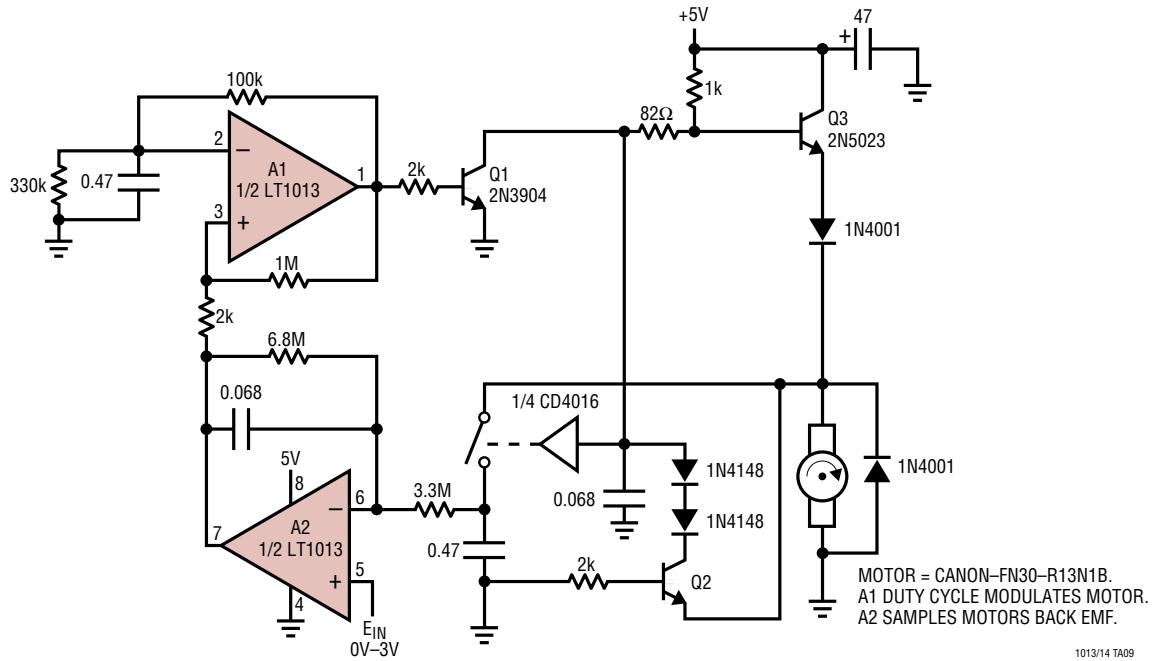 +5V
47
+
100k
1k
82Ω
Q3
2N5023
2
−
A1
1/2 LT1013
1
2k
Q1
2N3904
330k
0.47
3
+
1N4001
1M
2k
6.8M
0.068
1/4 CD4016
5V
8
1N4148
1N4001
3.3M
6
−
0.068
7
A2
1/2 LT1013
1N4148
0.47
5
+
2k
Q2
4
EIN
0V–3V
MOTOR = CANON–FN30–R13N1B.
A1 DUTY CYCLE MODULATES MOTOR.
A2 SAMPLES MOTORS BACK EMF.
1013/14 TA09